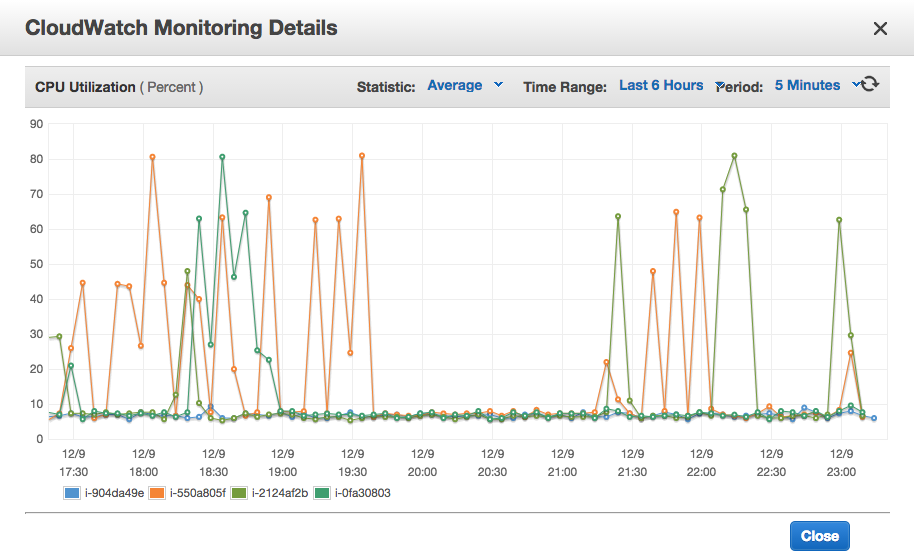 CloudWatch Monitoring Details ×
CPU Utilization ( Percent ) Statistic: Average Time Range: Last 6 Hours Period: 5 Minutes
90
80
70
60
50
40
30
20
10
0
12/9 12/9 12/9 12/9 12/9 12/9 12/9 12/9 12/9 12/9 12/9 12/9
17:30 18:00 18:30 19:00 19:30 20:00 20:30 21:00 21:30 22:00 22:30 23:00
i-904da49e i-550a805f i-2124af2b i-0fa30803
Close